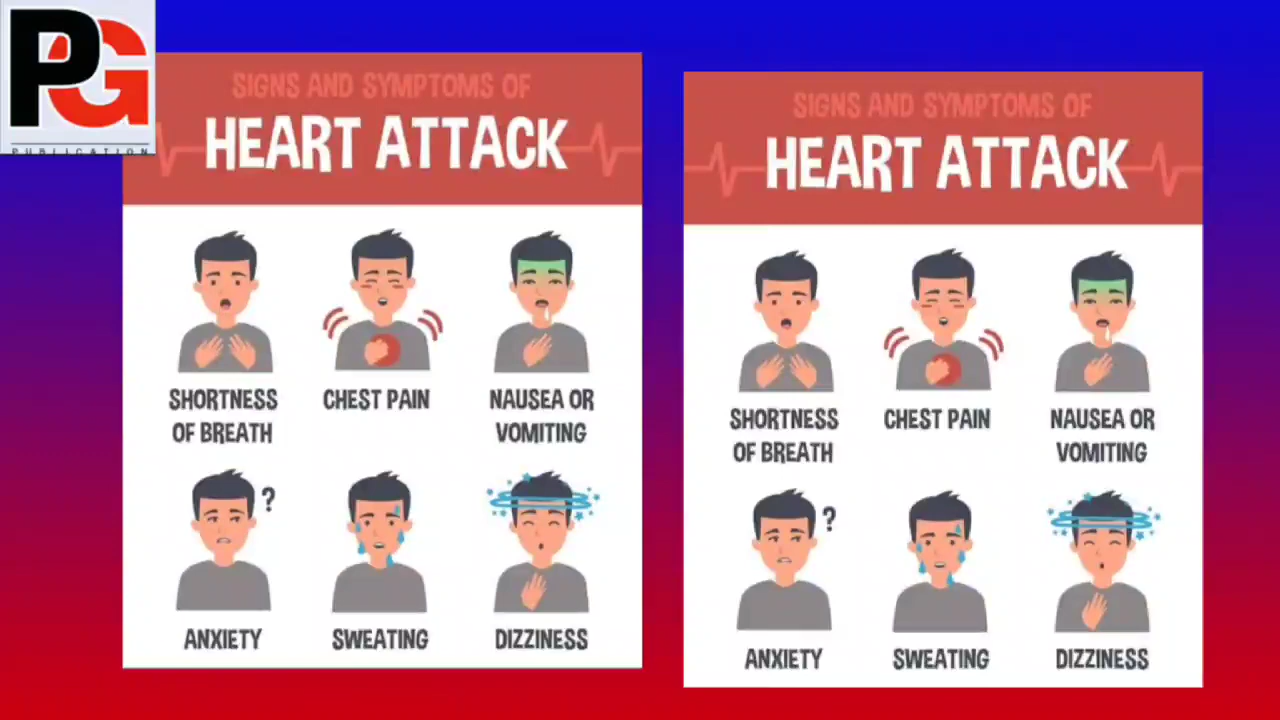 PG
PUBLICATION
SIGNS AND SYMPTOMS OF
HEART ATTACK
SHORTNESS
OF BREATH
CHEST PAIN
NAUSEA OR
VOMITING
?
ANXIETY
SWEATING
DIZZINESS
SIGNS AND SYMPTOMS OF
HEART ATTACK
SHORTNESS
OF BREATH
CHEST PAIN
NAUSEA OR
VOMITING
?
ANXIETY
SWEATING
DIZZINESS